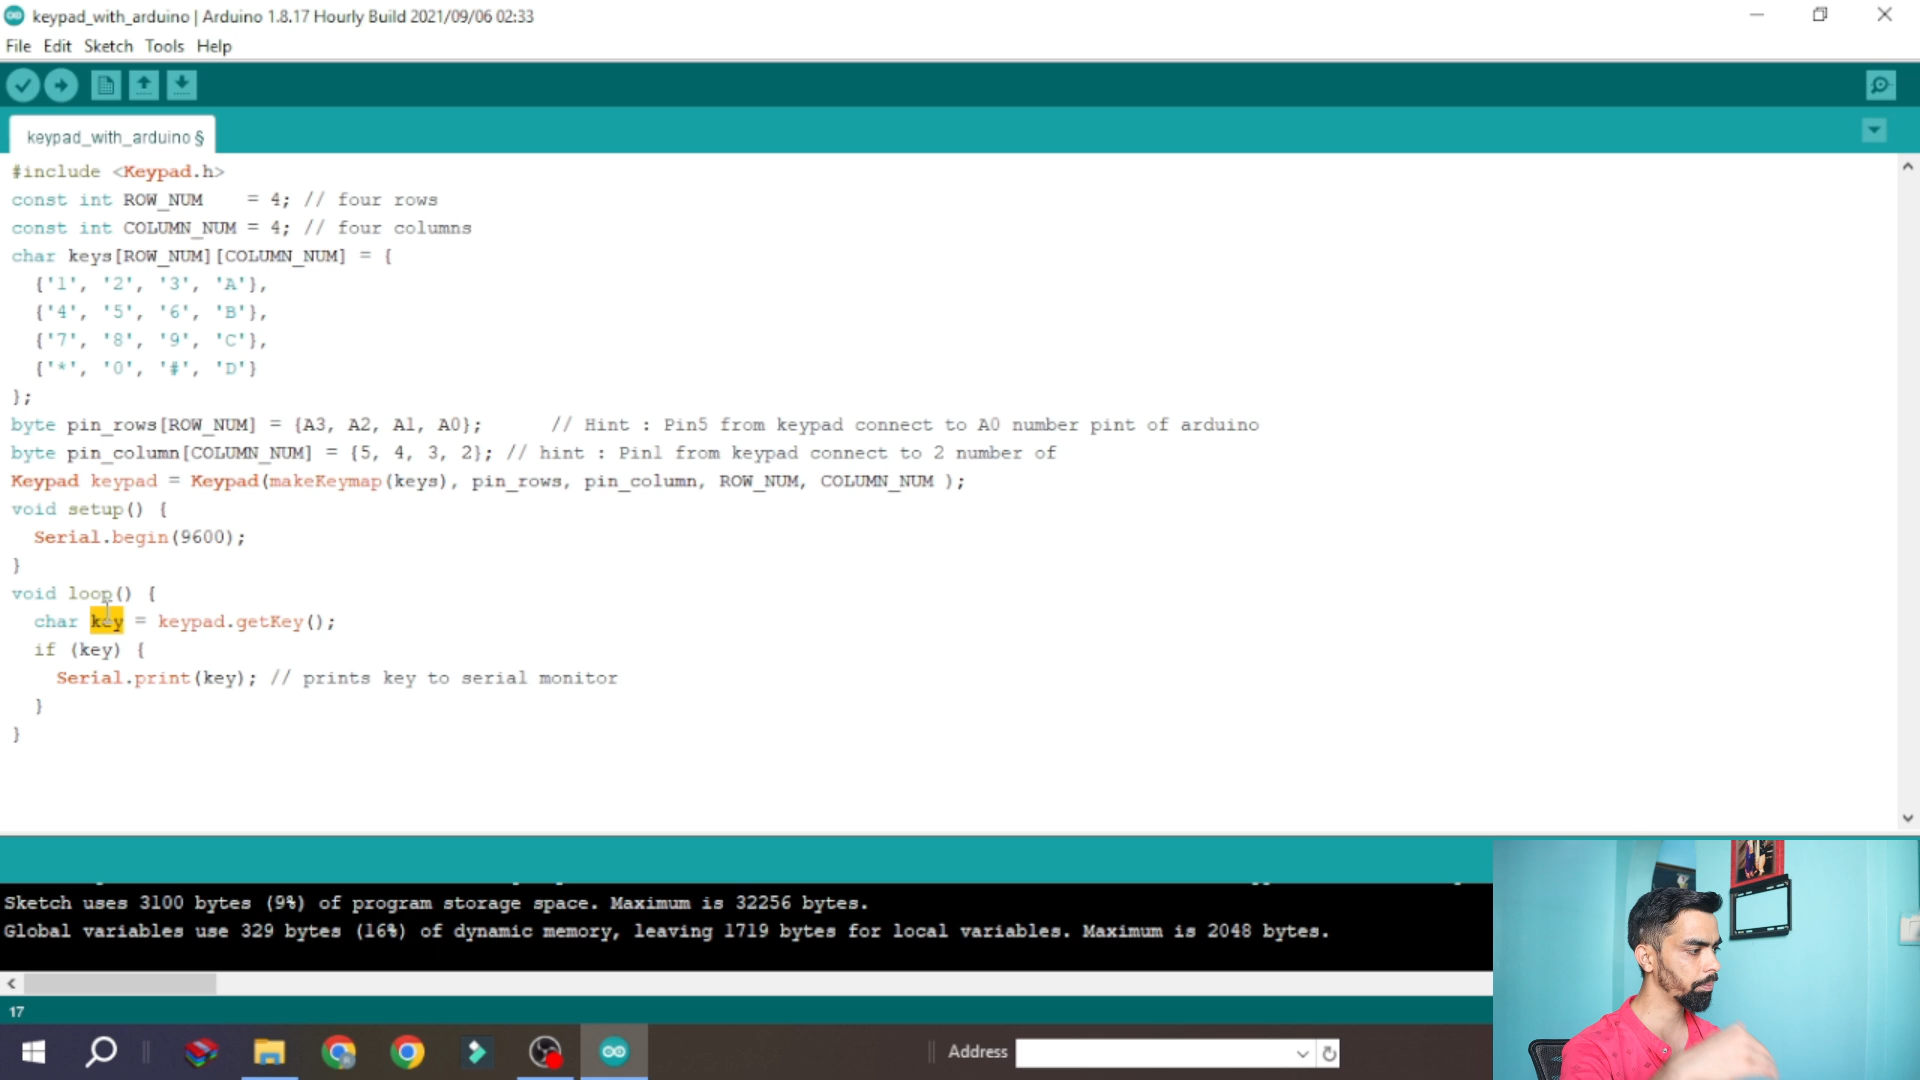 keypad_with_arduino | Arduino 1.8.17 Hourly Build 2021/09/06 02:33
File Edit Sketch Tools Help
keypad_with_arduino §
#include <Keypad.h>
const int ROW_NUM    = 4; // four rows
const int COLUMN_NUM = 4; // four columns
char keys[ROW_NUM][COLUMN_NUM] = {
  {'1', '2', '3', 'A'},
  {'4', '5', '6', 'B'},
  {'7', '8', '9', 'C'},
  {'*', '0', '#', 'D'}
};
byte pin_rows[ROW_NUM] = {A3, A2, A1, A0};      // Hint : Pin5 from keypad connect to A0 number pint of arduino
byte pin_column[COLUMN_NUM] = {5, 4, 3, 2}; // hint : Pin1 from keypad connect to 2 number of
Keypad keypad = Keypad(makeKeymap(keys), pin_rows, pin_column, ROW_NUM, COLUMN_NUM );
void setup() {
  Serial.begin(9600);
}
void loop() {
  char key = keypad.getKey();
  if (key) {
    Serial.print(key); // prints key to serial monitor
  }
}
Sketch uses 3100 bytes (9%) of program storage space. Maximum is 32256 bytes.
Global variables use 329 bytes (16%) of dynamic memory, leaving 1719 bytes for local variables. Maximum is 2048 bytes.
17
Address